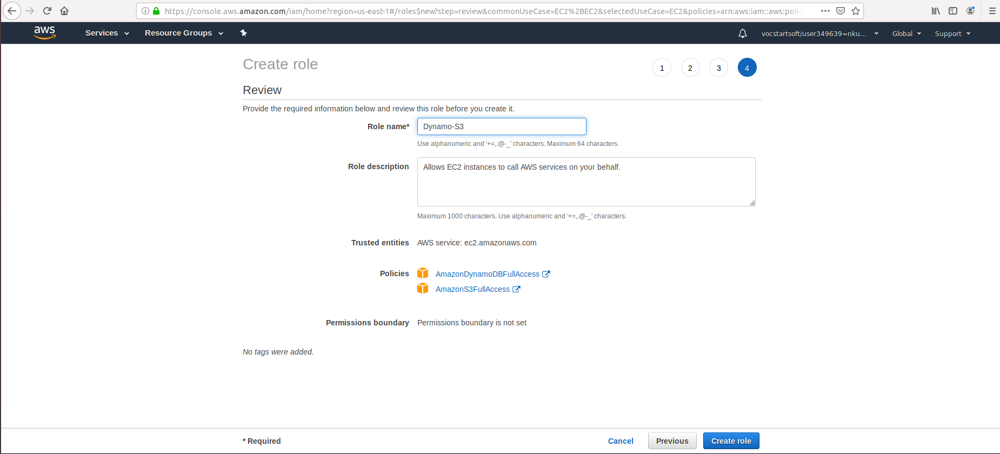 https://console.aws.amazon.com/iam/home?region=us-east-1#/roles$new?step=review&commonUseCase=EC2%2BEC2&selectedUseCase=EC2&policies=arn:aws:iam::aws:polic
aws Services Resource Groups vocstartsoft/user349639=nku... Global Support
Create role 1 2 3 4
Review
Provide the required information below and review this role before you create it.
Role name* Dynamo-S3
Use alphanumeric and '+=,.@-_' characters. Maximum 64 characters.
Role description Allows EC2 instances to call AWS services on your behalf.
Maximum 1000 characters. Use alphanumeric and '+=,.@-_' characters.
Trusted entities AWS service: ec2.amazonaws.com
Policies AmazonDynamoDBFullAccess
AmazonS3FullAccess
Permissions boundary Permissions boundary is not set
No tags were added.
* Required Cancel Previous Create role